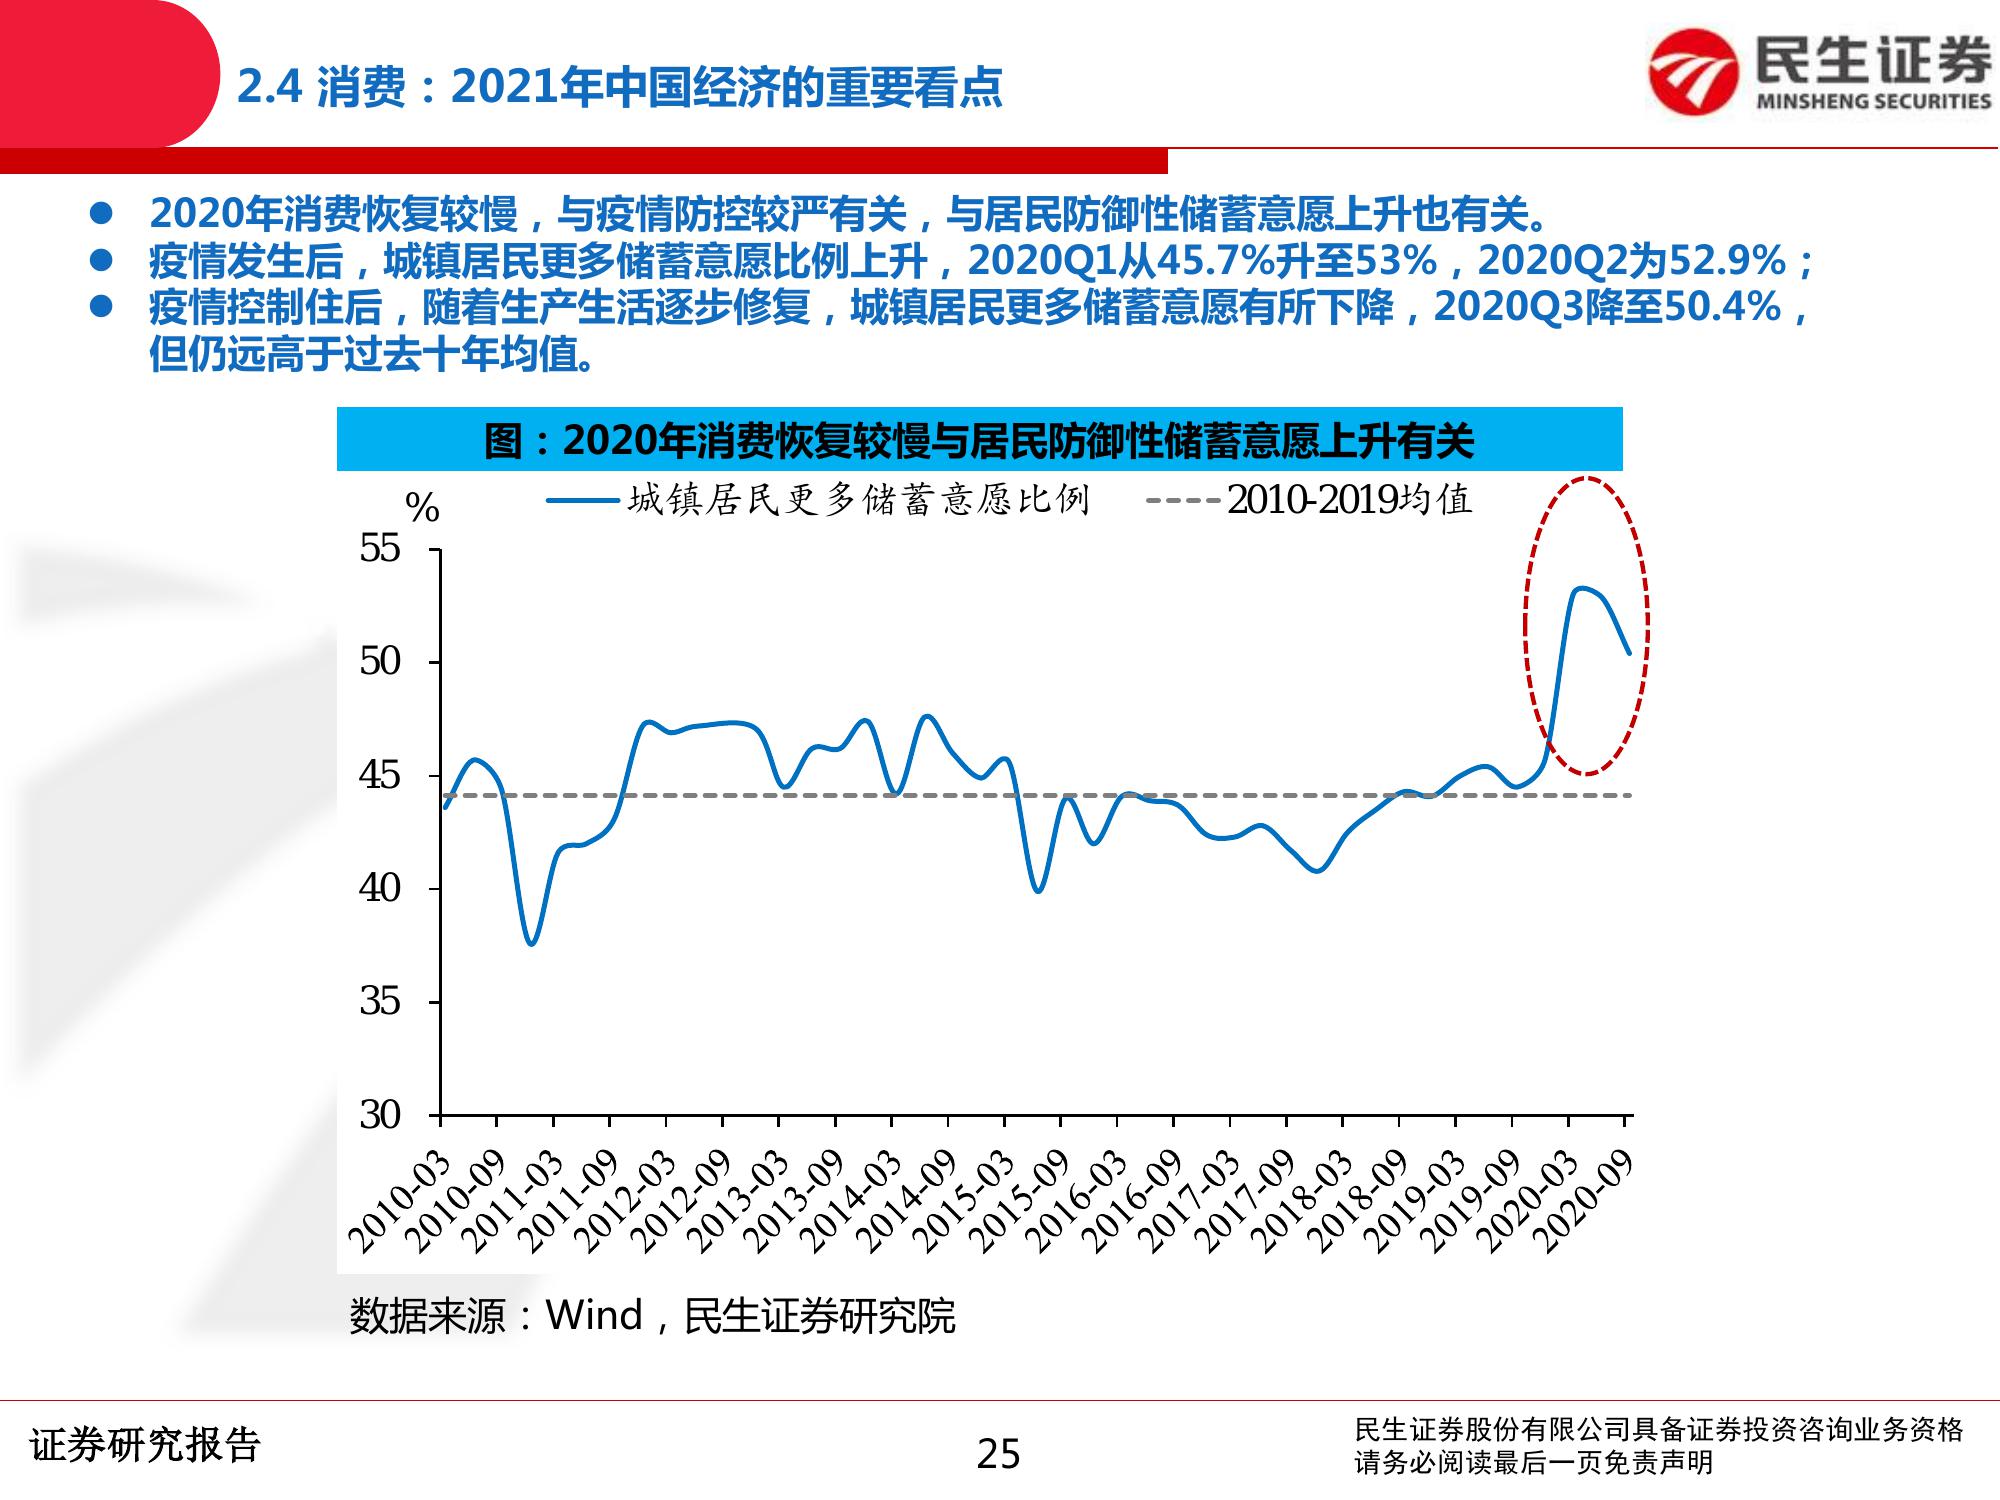 2.4 消费：2021年中国经济的重要看点
民生证券
MINSHENG SECURITIES
2020年消费恢复较慢，与疫情防控较严有关，与居民防御性储蓄意愿上升也有关。
疫情发生后，城镇居民更多储蓄意愿比例上升，2020Q1从45.7%升至53%，2020Q2为52.9%；
疫情控制住后，随着生产生活逐步修复，城镇居民更多储蓄意愿有所下降，2020Q3降至50.4%，
但仍远高于过去十年均值。
图：2020年消费恢复较慢与居民防御性储蓄意愿上升有关
%
城镇居民更多储蓄意愿比例
2010-2019均值
55
50
45
40
35
30
2010-03
2010-09
2011-03
2011-09
2012-03
2012-09
2013-03
2013-09
2014-03
2014-09
2015-03
2015-09
2016-03
2016-09
2017-03
2017-09
2018-03
2018-09
2019-03
2019-09
2020-03
2020-09
数据来源：Wind，民生证券研究院
证券研究报告
25
民生证券股份有限公司具备证券投资咨询业务资格
请务必阅读最后一页免责声明